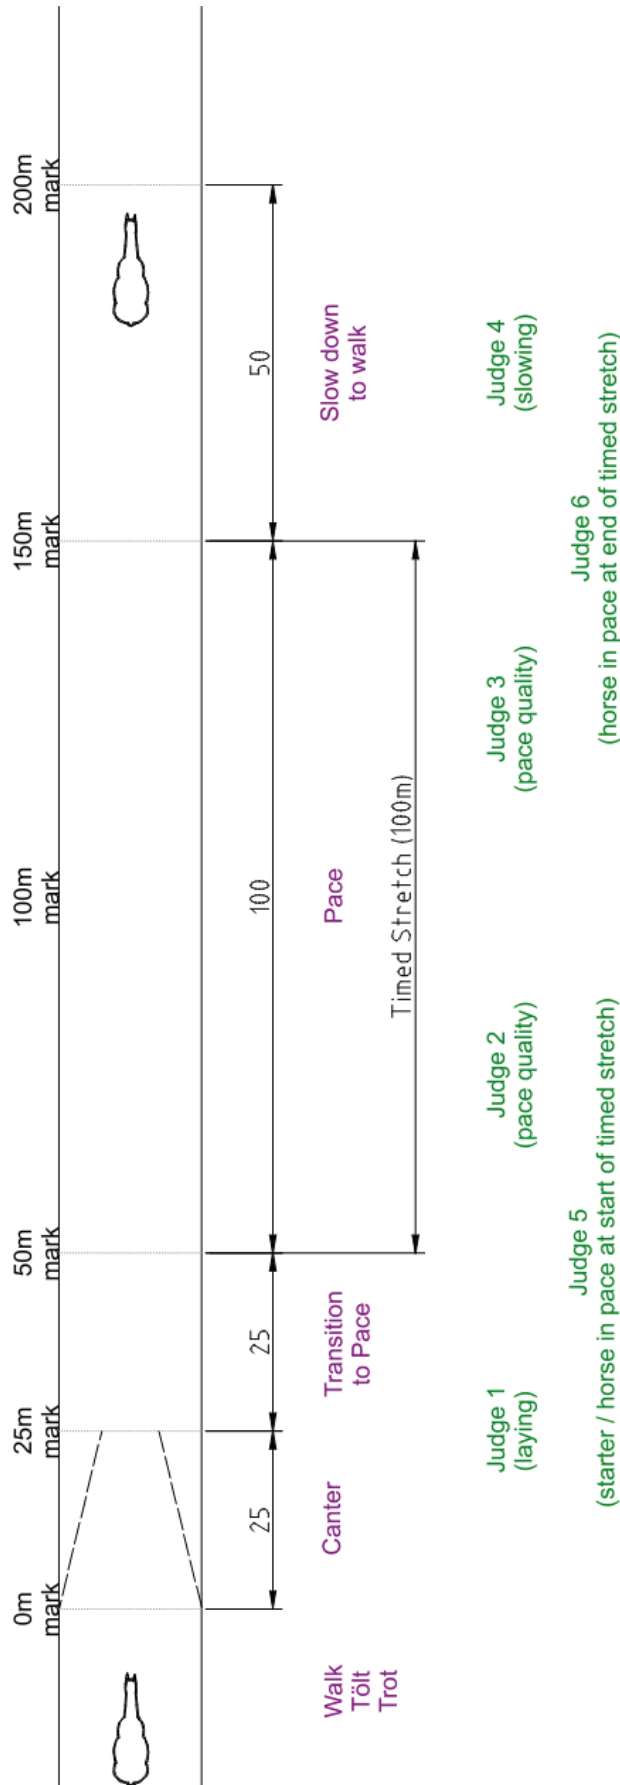 0m
mark
25m
mark
50m
mark
100m
mark
150m
mark
200m
mark
25
25
100
50
Walk
Tölt
Trot
Canter
Transition
to Pace
Pace
Slow down
to walk
Timed Stretch (100m)
Judge 1
(laying)
Judge 2
(pace quality)
Judge 3
(pace quality)
Judge 4
(slowing)
Judge 5
(starter / horse in pace at start of timed stretch)
Judge 6
(horse in pace at end of timed stretch)